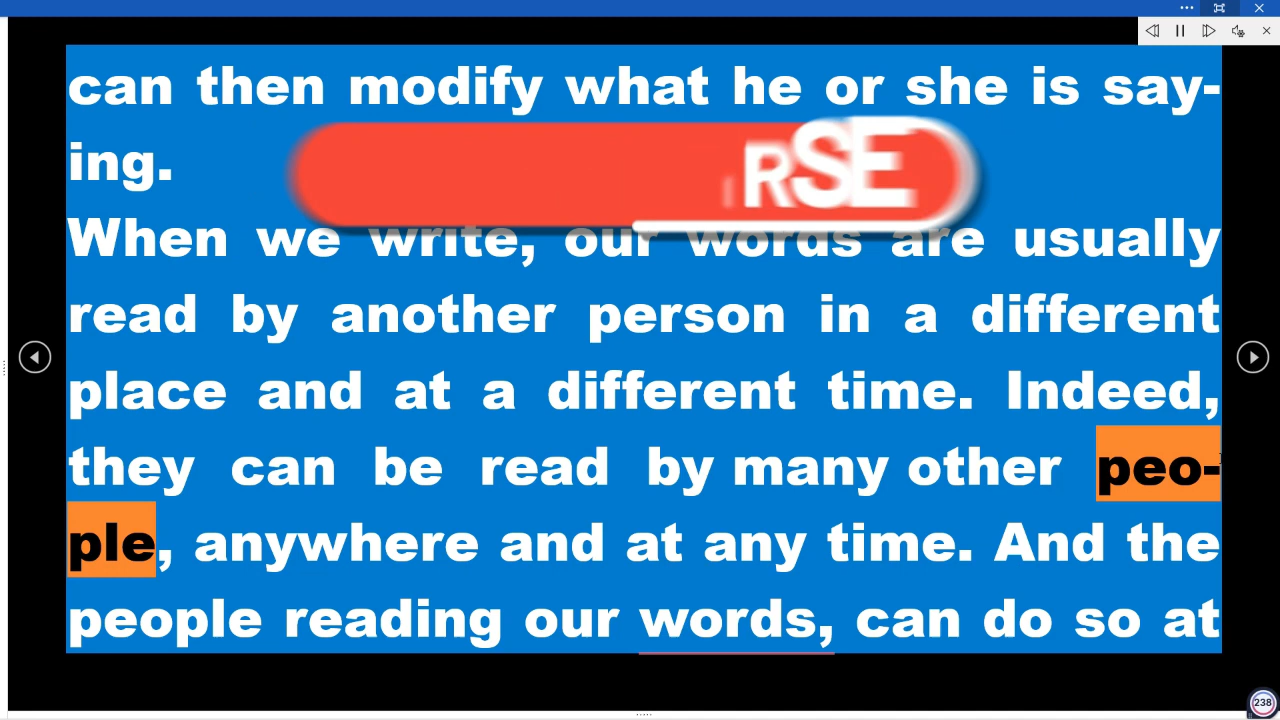 can then modify what he or she is say-
RSE
ing.
When we write, our words are usually
read by another person in a different
place and at a different time. Indeed,
they can be read by many other peo-
ple, anywhere and at any time. And the
people reading our words, can do so at
238